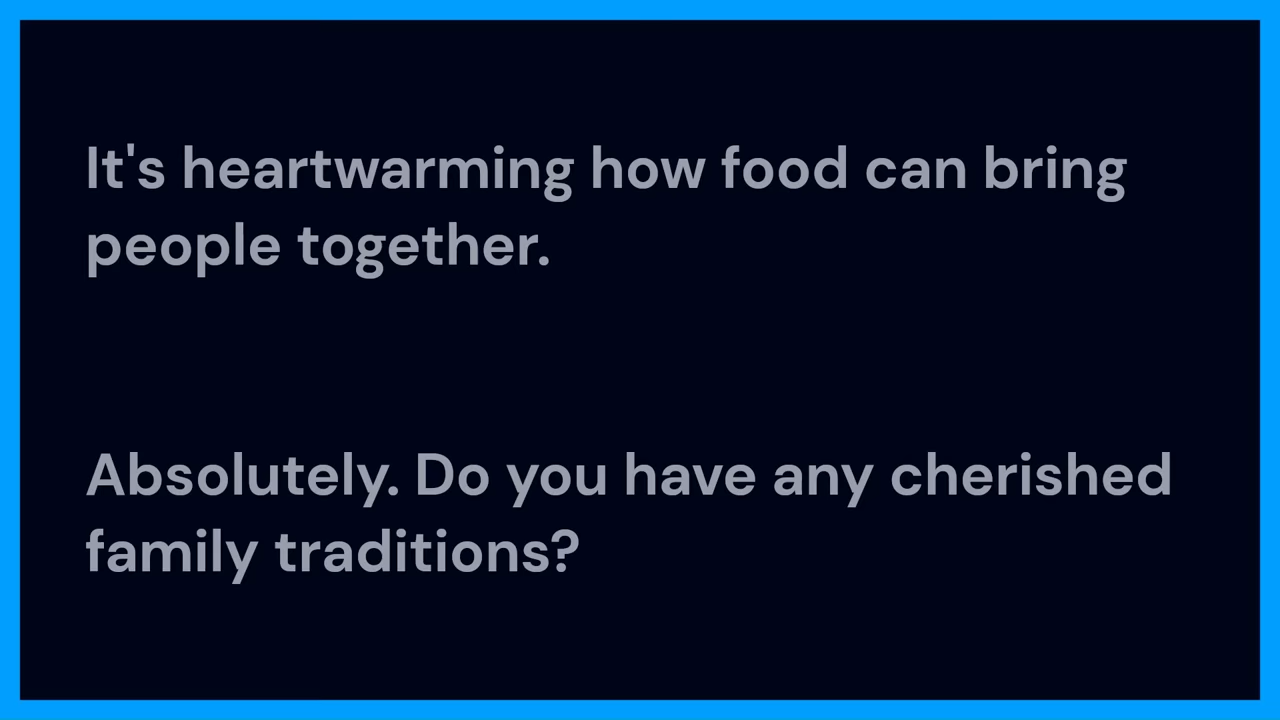 It's heartwarming how food can bring
people together.
Absolutely. Do you have any cherished
family traditions?